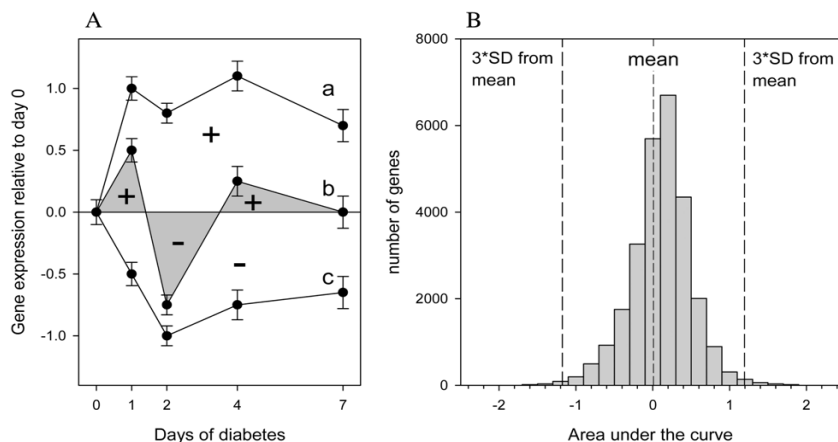 A
Gene expression relative to day 0
1.0
0.5
0.0
-0.5
-1.0
a
+
b
+
+
-
-
c
0
1
2
4
7
Days of diabetes
B
number of genes
8000
6000
4000
2000
0
3*SD from
mean
mean
3*SD from
mean
-2
-1
0
1
2
Area under the curve